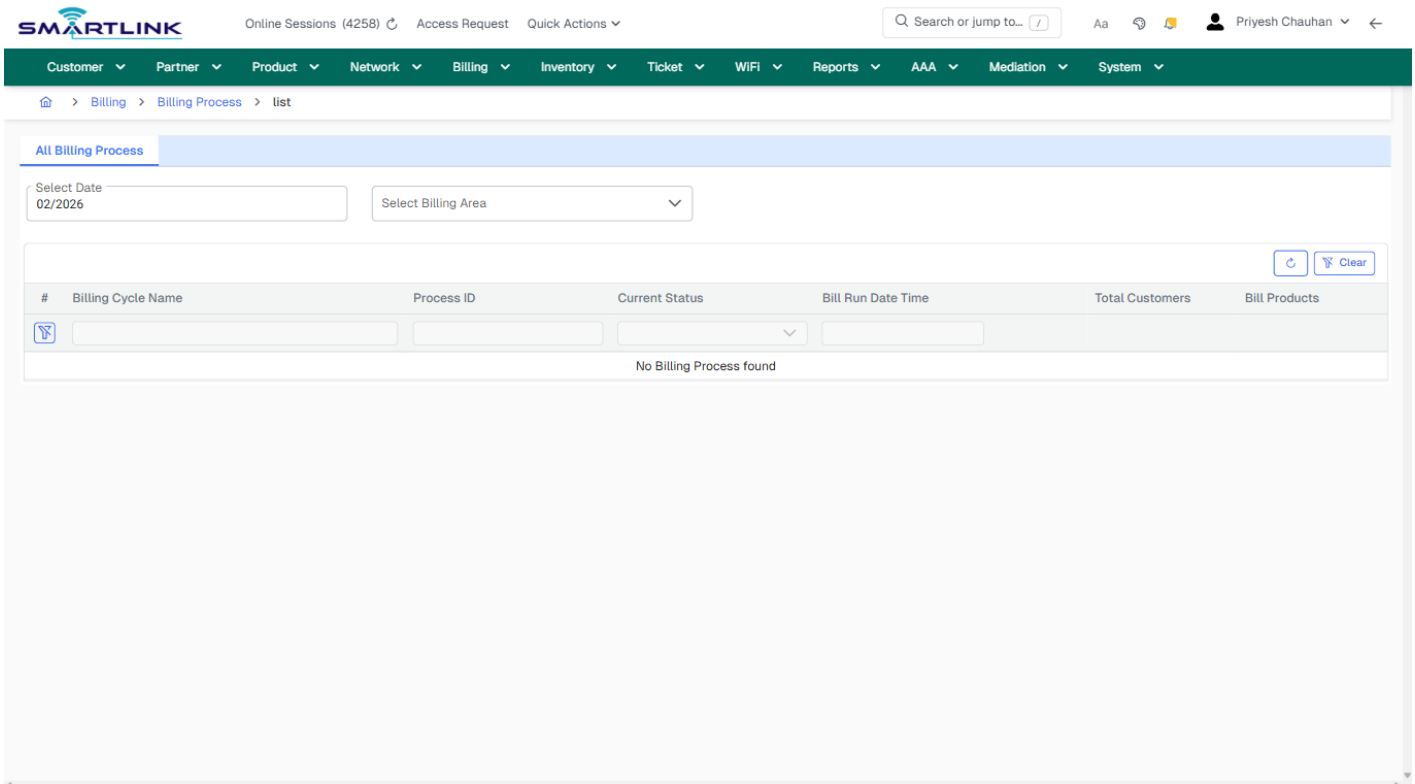 SMARTLINK Online Sessions (4258) Access Request Quick Actions Search or jump to... / Aa Priyesh Chauhan
Customer Partner Product Network Billing Inventory Ticket WiFi Reports AAA Mediation System
> Billing > Billing Process > list
All Billing Process
Select Date
02/2026 Select Billing Area
Clear
# Billing Cycle Name Process ID Current Status Bill Run Date Time Total Customers Bill Products
No Billing Process found